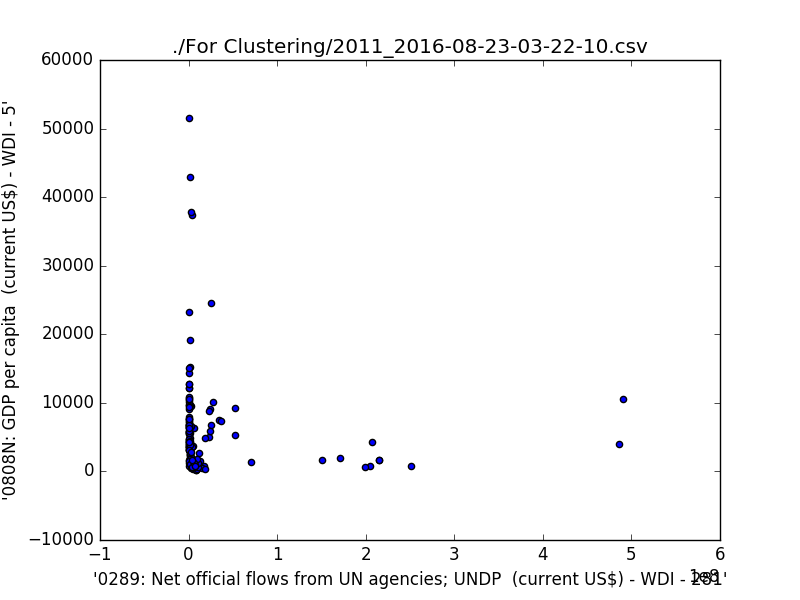 ./For Clustering/2011_2016-08-23-03-22-10.csv
60000
50000
40000
30000
20000
10000
0
−10000
'0808N: GDP per capita  (current US$) - WDI - 5'
−1 0 1 2 3 4 5 6
1e8
'0289: Net official flows from UN agencies; UNDP  (current US$) - WDI - 281'